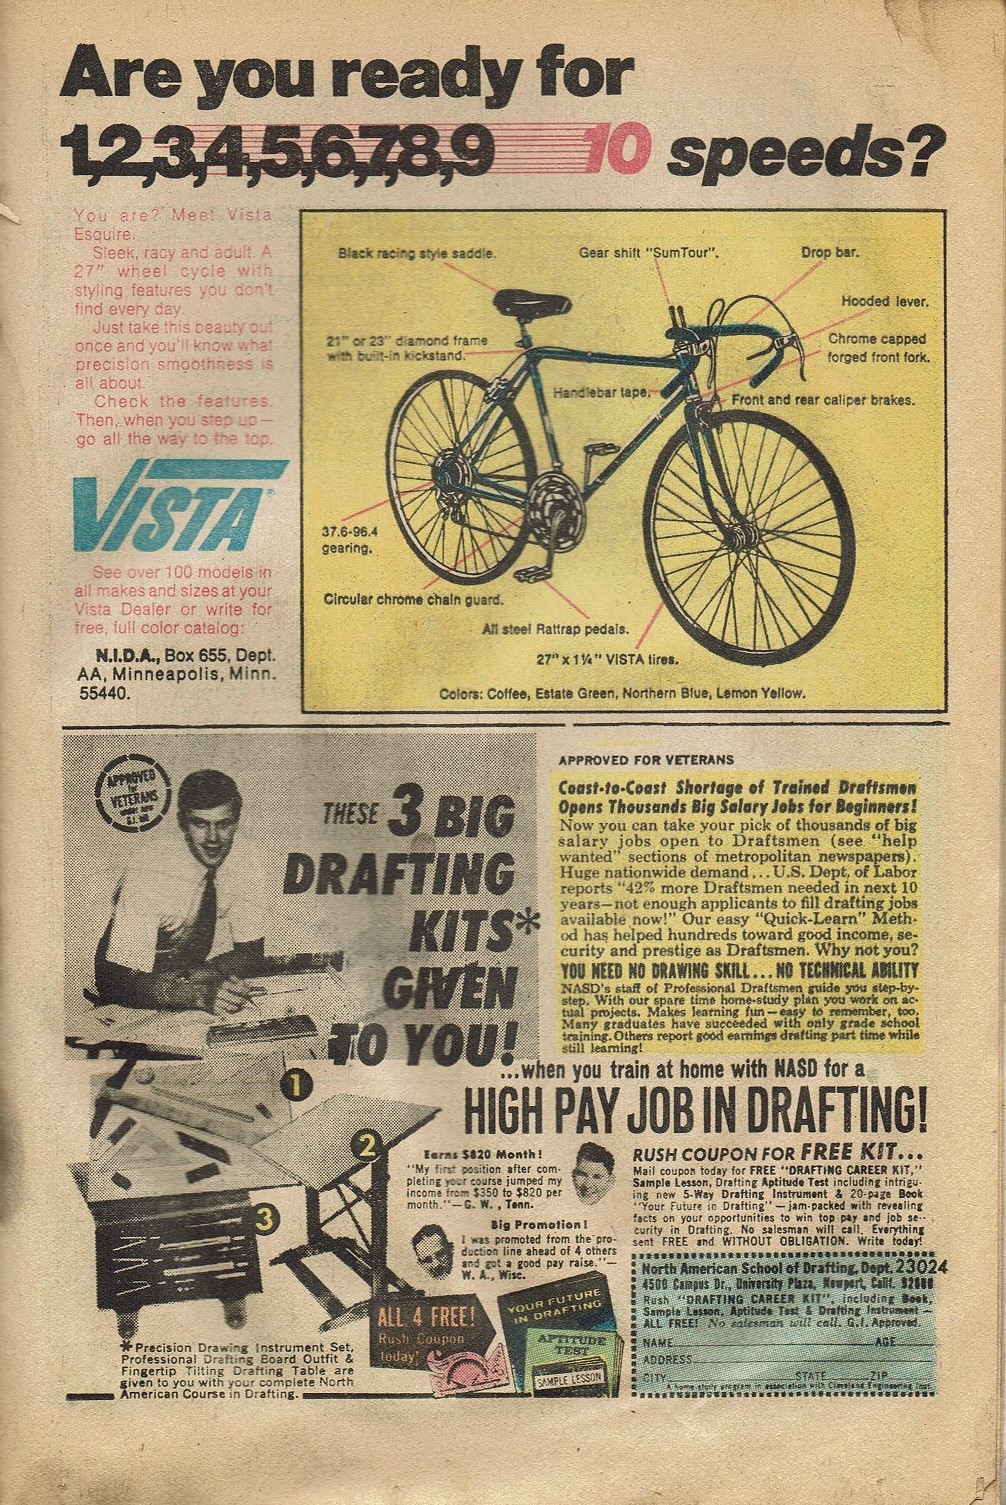 Are you ready for
1,2,3,4,5,6,7,8,9 10 speeds?
You are? Meet Vista
Esquire.
Sleek, racy and adult. A
27" wheel cycle with
styling features you don't
find every day.
Just take this beauty out
once and you'll know what
precision smoothness is
all about.
Check the features.
Then, when you step up—
go all the way to the top.
VISTA®
See over 100 models in
all makes and sizes at your
Vista Dealer or write for
free, full color catalog:
N.I.D.A., Box 655, Dept.
AA, Minneapolis, Minn.
55440.
Black racing style saddle.
Gear shift "SumTour".
Drop bar.
Hooded lever.
21" or 23" diamond frame
with built-in kickstand.
Chrome capped
forged front fork.
Handlebar tape.
Front and rear caliper brakes.
37.6-96.4
gearing.
Circular chrome chain guard.
All steel Rattrap pedals.
27" x 1¼" VISTA tires.
Colors: Coffee, Estate Green, Northern Blue, Lemon Yellow.
APPROVED
for
VETERANS
UNDER NEW
G.I. Bill
THESE 3 BIG
DRAFTING
KITS*
GIVEN
TO YOU!
APPROVED FOR VETERANS
Coast-to-Coast Shortage of Trained Draftsmen
Opens Thousands Big Salary Jobs for Beginners!
Now you can take your pick of thousands of big
salary jobs open to Draftsmen (see "help
wanted" sections of metropolitan newspapers).
Huge nationwide demand... U.S. Dept. of Labor
reports "42% more Draftsmen needed in next 10
years—not enough applicants to fill drafting jobs
available now!" Our easy "Quick-Learn" Meth-
od has helped hundreds toward good income, se-
curity and prestige as Draftsmen. Why not you?
YOU NEED NO DRAWING SKILL...NO TECHNICAL ABILITY
NASD's staff of Professional Draftsmen guide you step-by-
step. With our spare time home-study plan you work on ac-
tual projects. Makes learning fun—easy to remember, too.
Many graduates have succeeded with only grade school
training. Others report good earnings drafting part time while
still learning!
...when you train at home with NASD for a
HIGH PAY JOB IN DRAFTING!
1
2
3
Earns $820 Month!
"My first position after com-
pleting your course jumped my
income from $350 to $820 per
month."—G. W., Tenn.
Big Promotion!
I was promoted from the pro-
duction line ahead of 4 others
and got a good pay raise."—
W. A., Wisc.
RUSH COUPON FOR FREE KIT...
Mail coupon today for FREE "DRAFTING CAREER KIT,"
Sample Lesson, Drafting Aptitude Test including intrigu-
ing new 5-Way Drafting Instrument & 20-page Book
"Your Future in Drafting"—jam-packed with revealing
facts on your opportunities to win top pay and job se-
curity in Drafting. No salesman will call. Everything
sent FREE and WITHOUT OBLIGATION. Write today!
ALL 4 FREE!
Rush Coupon
today!
YOUR FUTURE
IN DRAFTING
APTITUDE
TEST
SAMPLE LESSON
*Precision Drawing Instrument Set,
Professional Drafting Board Outfit &
Fingertip Tilting Drafting Table are
given to you with your complete North
American Course in Drafting.
North American School of Drafting, Dept. 23024
4500 Campus Dr., University Plaza, Newport, Calif. 92660
Rush "DRAFTING CAREER KIT", including Book,
Sample Lesson, Aptitude Test & Drafting Instrument—
ALL FREE! No salesman will call. G.I. Approved.
NAME AGE
ADDRESS
CITY STATE ZIP
A home study program in association with Cleveland Engineering Inst.